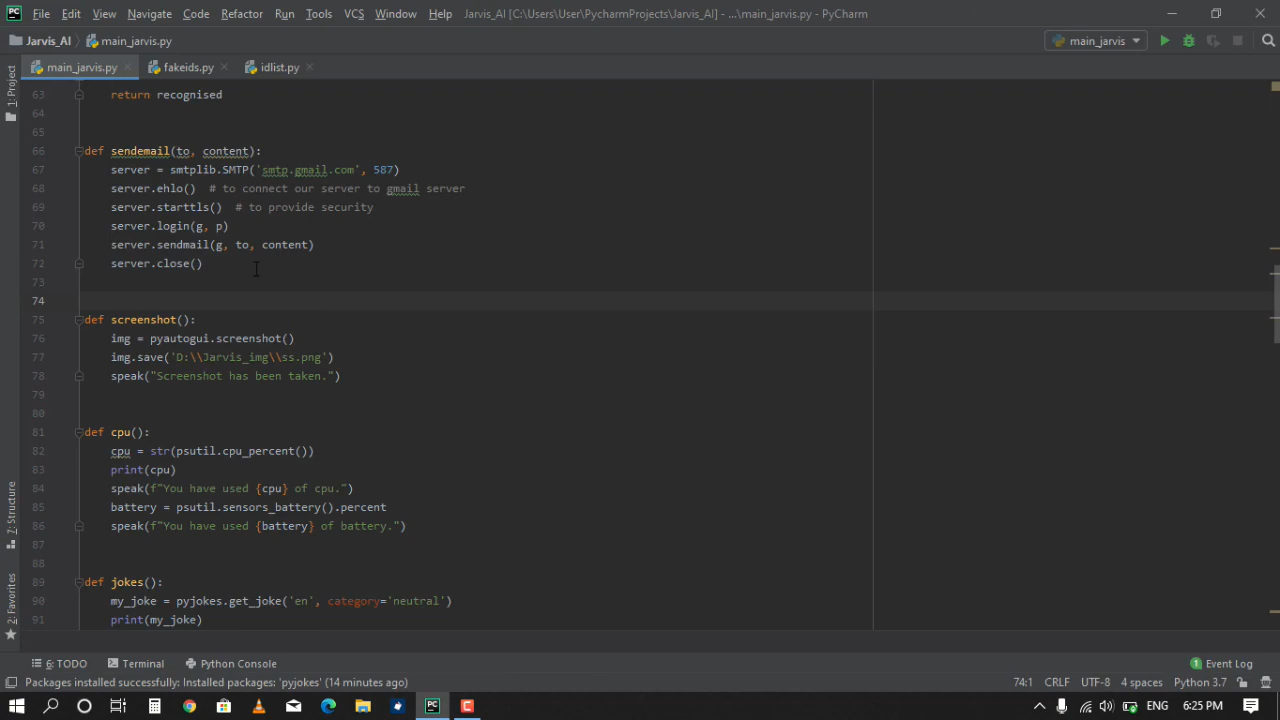 PC File Edit View Navigate Code Refactor Run Tools VCS Window Help Jarvis_AI [C:\Users\User\PycharmProjects\Jarvis_AI] - ...\main_jarvis.py - PyCharm
Jarvis_AI main_jarvis.py main_jarvis
main_jarvis.py fakeids.py idlist.py
1: Project
63 return recognised
64
65
66 def sendemail(to, content):
67 server = smtplib.SMTP('smtp.gmail.com', 587)
68 server.ehlo() # to connect our server to gmail server
69 server.starttls() # to provide security
70 server.login(g, p)
71 server.sendmail(g, to, content)
72 server.close()
73
74
75 def screenshot():
76 img = pyautogui.screenshot()
77 img.save('D:\\Jarvis_img\\ss.png')
78 speak("Screenshot has been taken.")
79
80
81 def cpu():
82 cpu = str(psutil.cpu_percent())
83 print(cpu)
84 speak(f"You have used {cpu} of cpu.")
85 battery = psutil.sensors_battery().percent
86 speak(f"You have used {battery} of battery.")
87
88
89 def jokes():
90 my_joke = pyjokes.get_joke('en', category='neutral')
91 print(my_joke)
7: Structure
2: Favorites
6: TODO Terminal Python Console 1 Event Log
Packages installed successfully: Installed packages: 'pyjokes' (14 minutes ago) 74:1 CRLF UTF-8 4 spaces Python 3.7
PC C ENG 6:25 PM